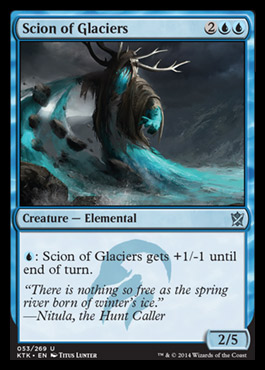 Scion of Glaciers 2
Creature — Elemental
: Scion of Glaciers gets +1/-1 until
end of turn.
"There is nothing so free as the spring
river born of winter's ice."
—Nitula, the Hunt Caller
2/5
053/269 U
KTK • EN Titus Lunter
™ & © 2014 Wizards of the Coast